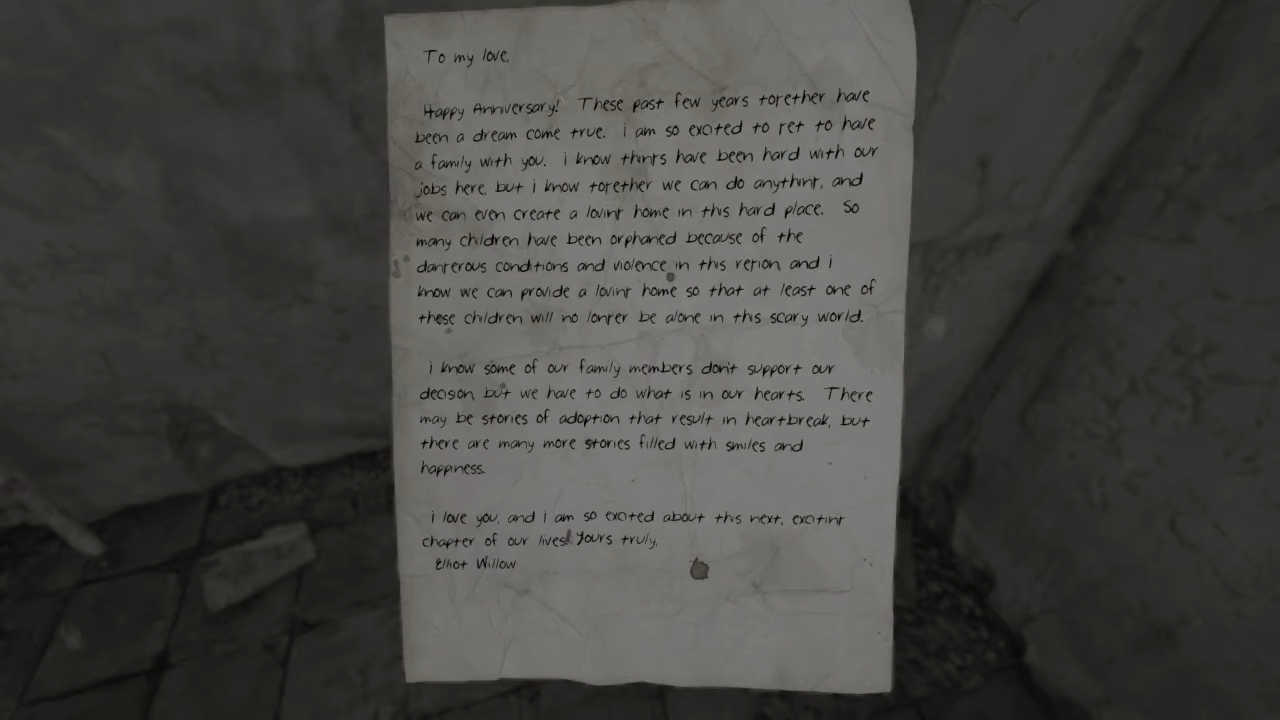 To my love,
Happy Anniversary! These past few years torether have
been a dream come true. i am so excited to ret to have
a family with you. i know thinrs have been hard with our
jobs here, but i know torether we can do anythinr, and
we can even create a lovinr home in this hard place. So
many children have been orphaned because of the
danrerous conditions and violence in this rerion, and i
know we can provide a lovinr home so that at least one of
these children will no lonrer be alone in this scary world.
i know some of our family members don't support our
decision, but we have to do what is in our hearts. There
may be stories of adoption that result in heartbreak, but
there are many more stories filled with smiles and
happiness.
i love you, and i am so excited about this next, excitinr
chapter of our lives! Yours truly,
Elliot Willow